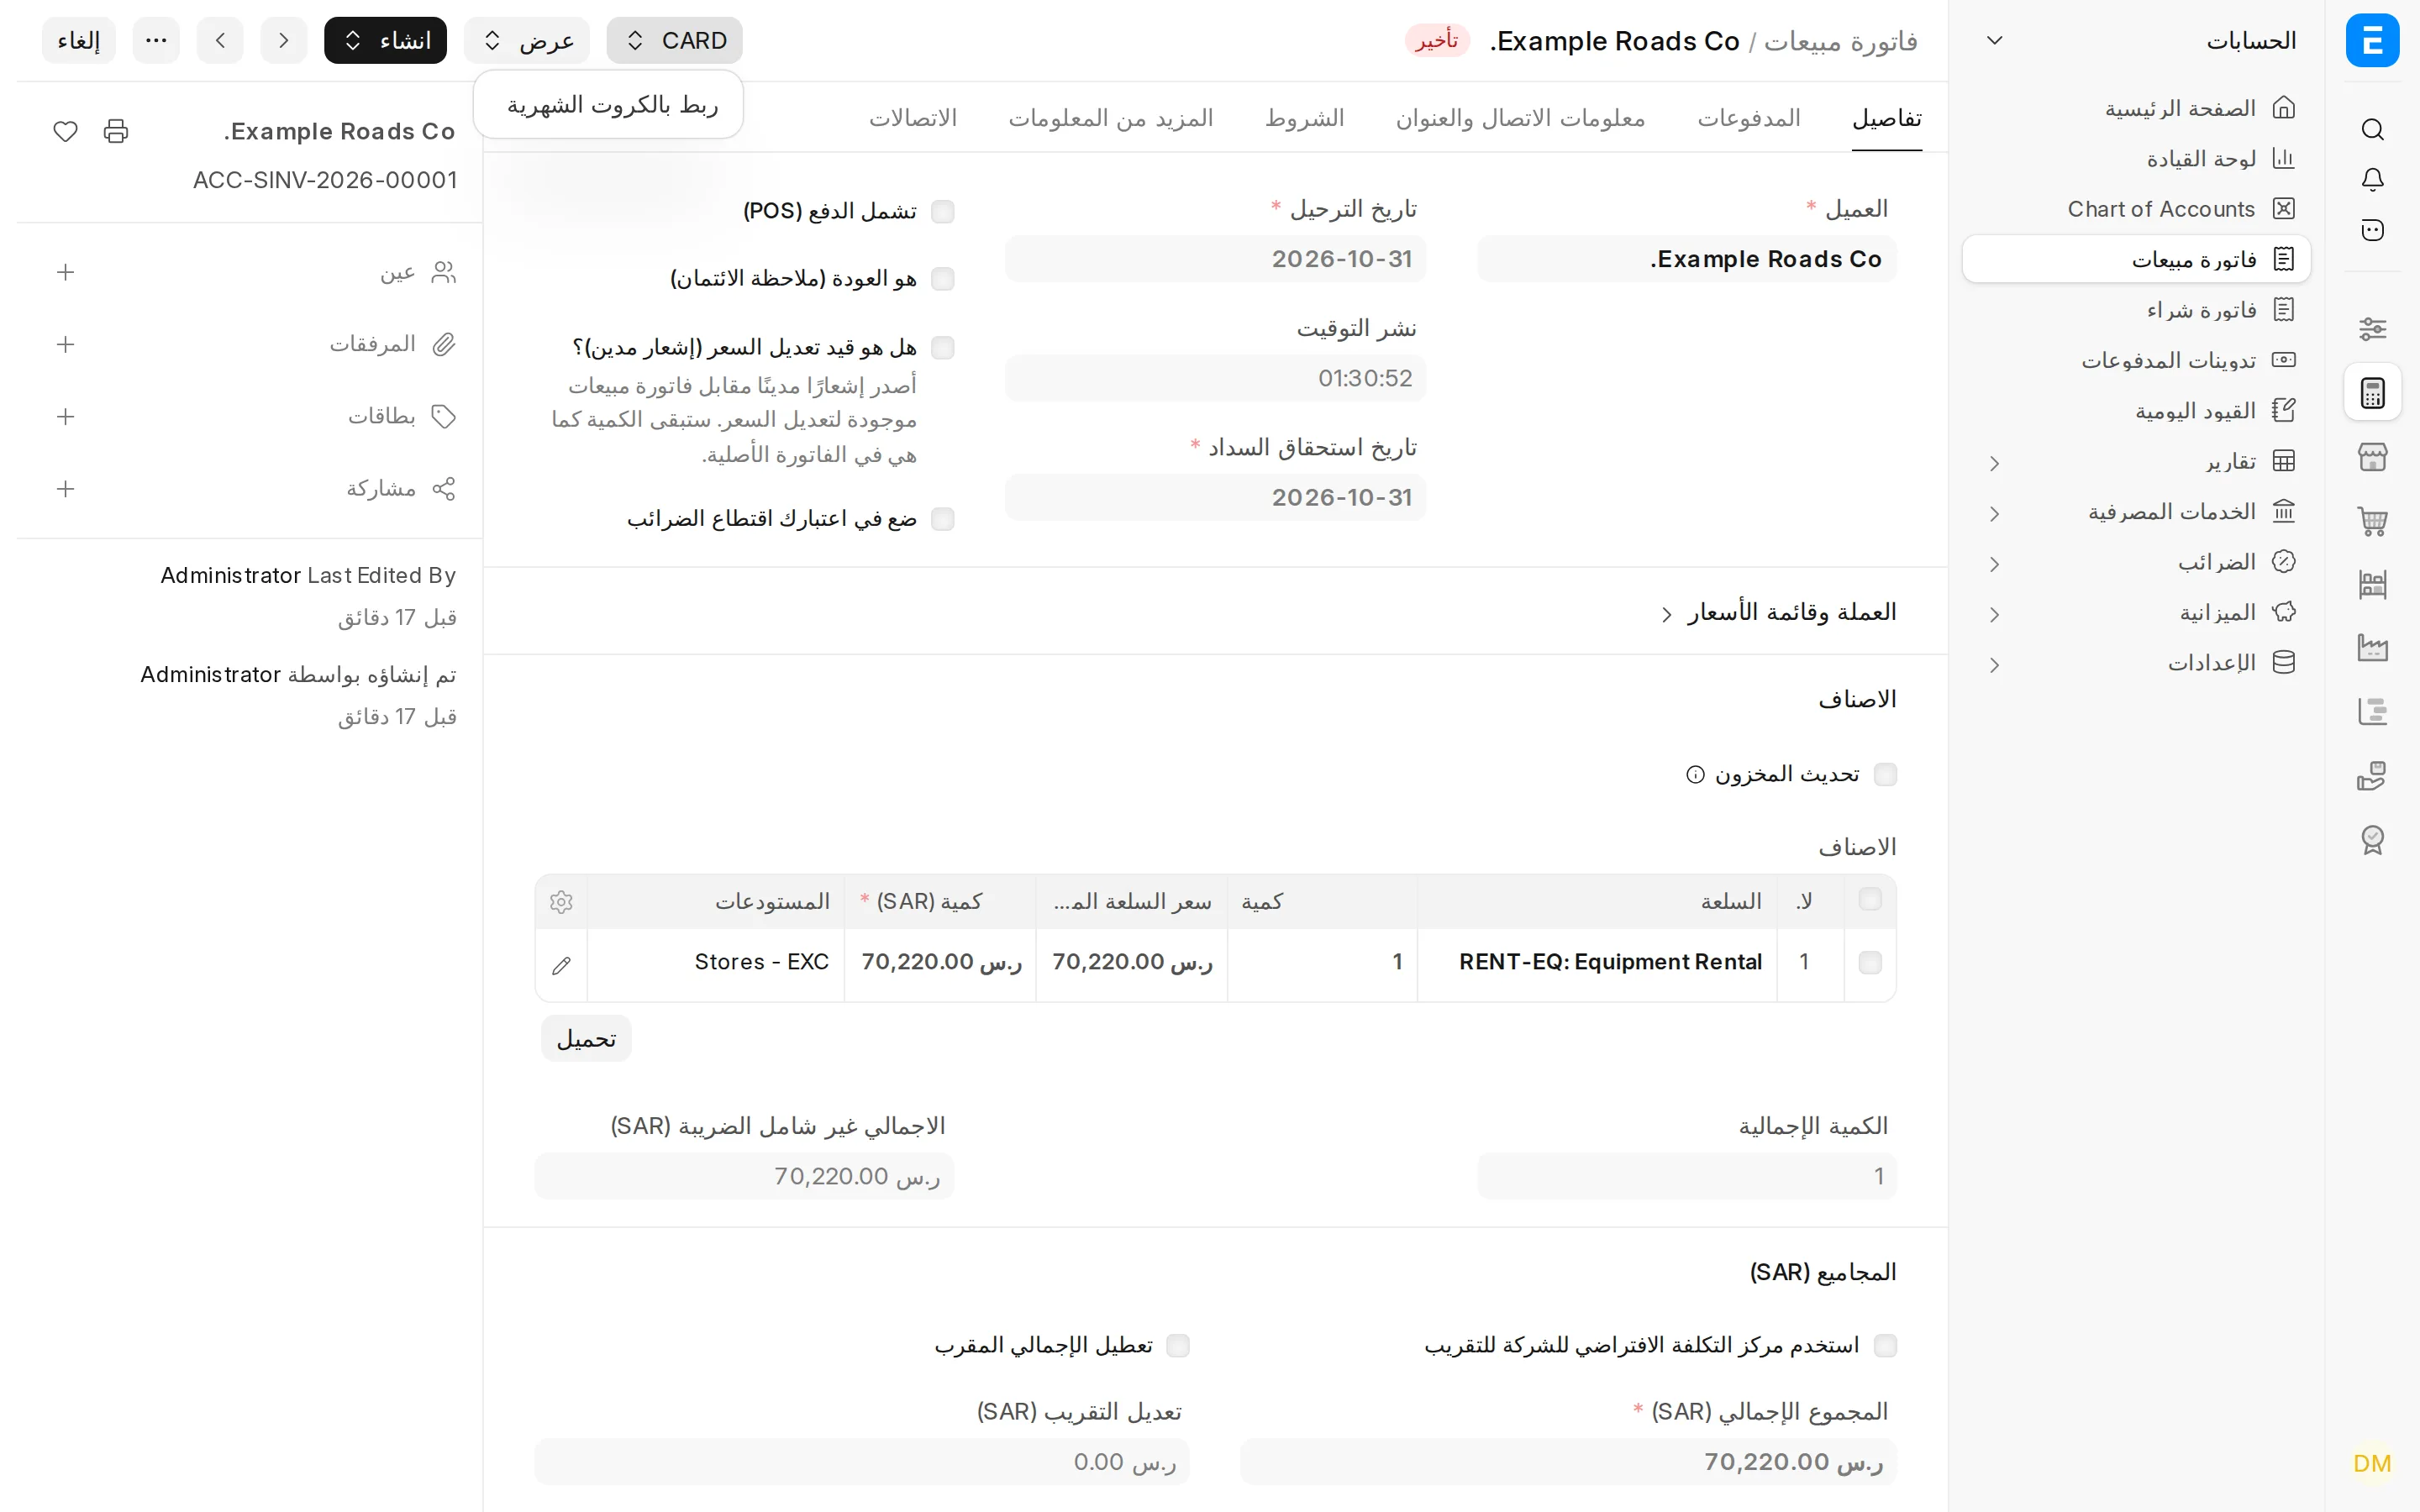 الحسابات
الصفحة الرئيسية
لوحة القيادة
Chart of Accounts
فاتورة مبيعات
فاتورة شراء
تدوينات المدفوعات
القيود اليومية
تقارير
الخدمات المصرفية
الضرائب
الميزانية
الإعدادات
DM
فاتورة مبيعات / Example Roads Co.
تأخير
CARD
عرض
انشاء
إلغاء
ربط بالكروت الشهرية
تفاصيل
المدفوعات
معلومات الاتصال والعنوان
الشروط
المزيد من المعلومات
الاتصالات
العميل *
Example Roads Co.
تاريخ الترحيل *
2026-10-31
نشر التوقيت
01:30:52
تاريخ استحقاق السداد *
2026-10-31
تشمل الدفع (POS)
هو العودة (ملاحظة الائتمان)
هل هو قيد تعديل السعر (إشعار مدين)؟
أصدر إشعارًا مدينًا مقابل فاتورة مبيعات
موجودة لتعديل السعر. ستبقى الكمية كما
هي في الفاتورة الأصلية.
ضع في اعتبارك اقتطاع الضرائب
العملة وقائمة الأسعار
الاصناف
تحديث المخزون
الاصناف
لا. السلعة كمية سعر السلعة الم... كمية (SAR) * المستودعات
1 RENT-EQ: Equipment Rental 1 ر.س 70,220.00 ر.س 70,220.00 Stores - EXC
تحميل
الكمية الإجمالية
1
الاجمالي غير شامل الضريبة (SAR)
ر.س 70,220.00
المجاميع (SAR)
استخدم مركز التكلفة الافتراضي للشركة للتقريب
تعطيل الإجمالي المقرب
المجموع الإجمالي (SAR) *
ر.س 70,220.00
تعديل التقريب (SAR)
ر.س 0.00
Example Roads Co.
ACC-SINV-2026-00001
عين
المرفقات
بطاقات
مشاركة
Administrator Last Edited By
قبل 17 دقائق
تم إنشاؤه بواسطة Administrator
قبل 17 دقائق